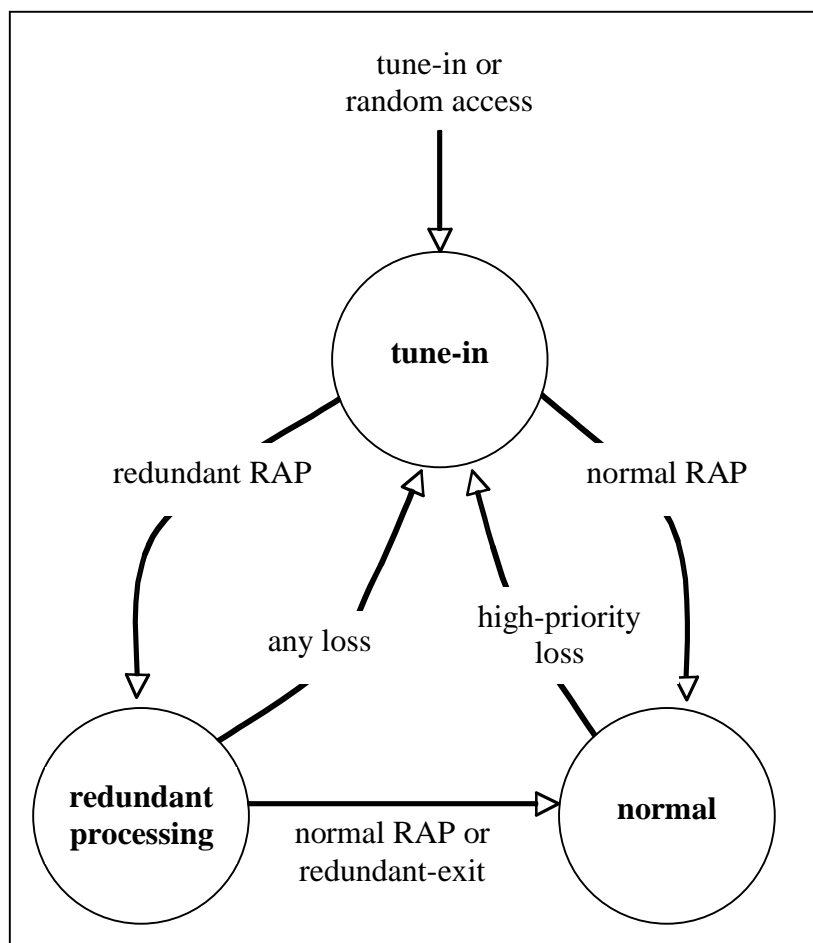 tune-in or
random access
tune-in
redundant RAP
normal RAP
any loss
high-priority
loss
redundant
processing
normal RAP or
redundant-exit
normal